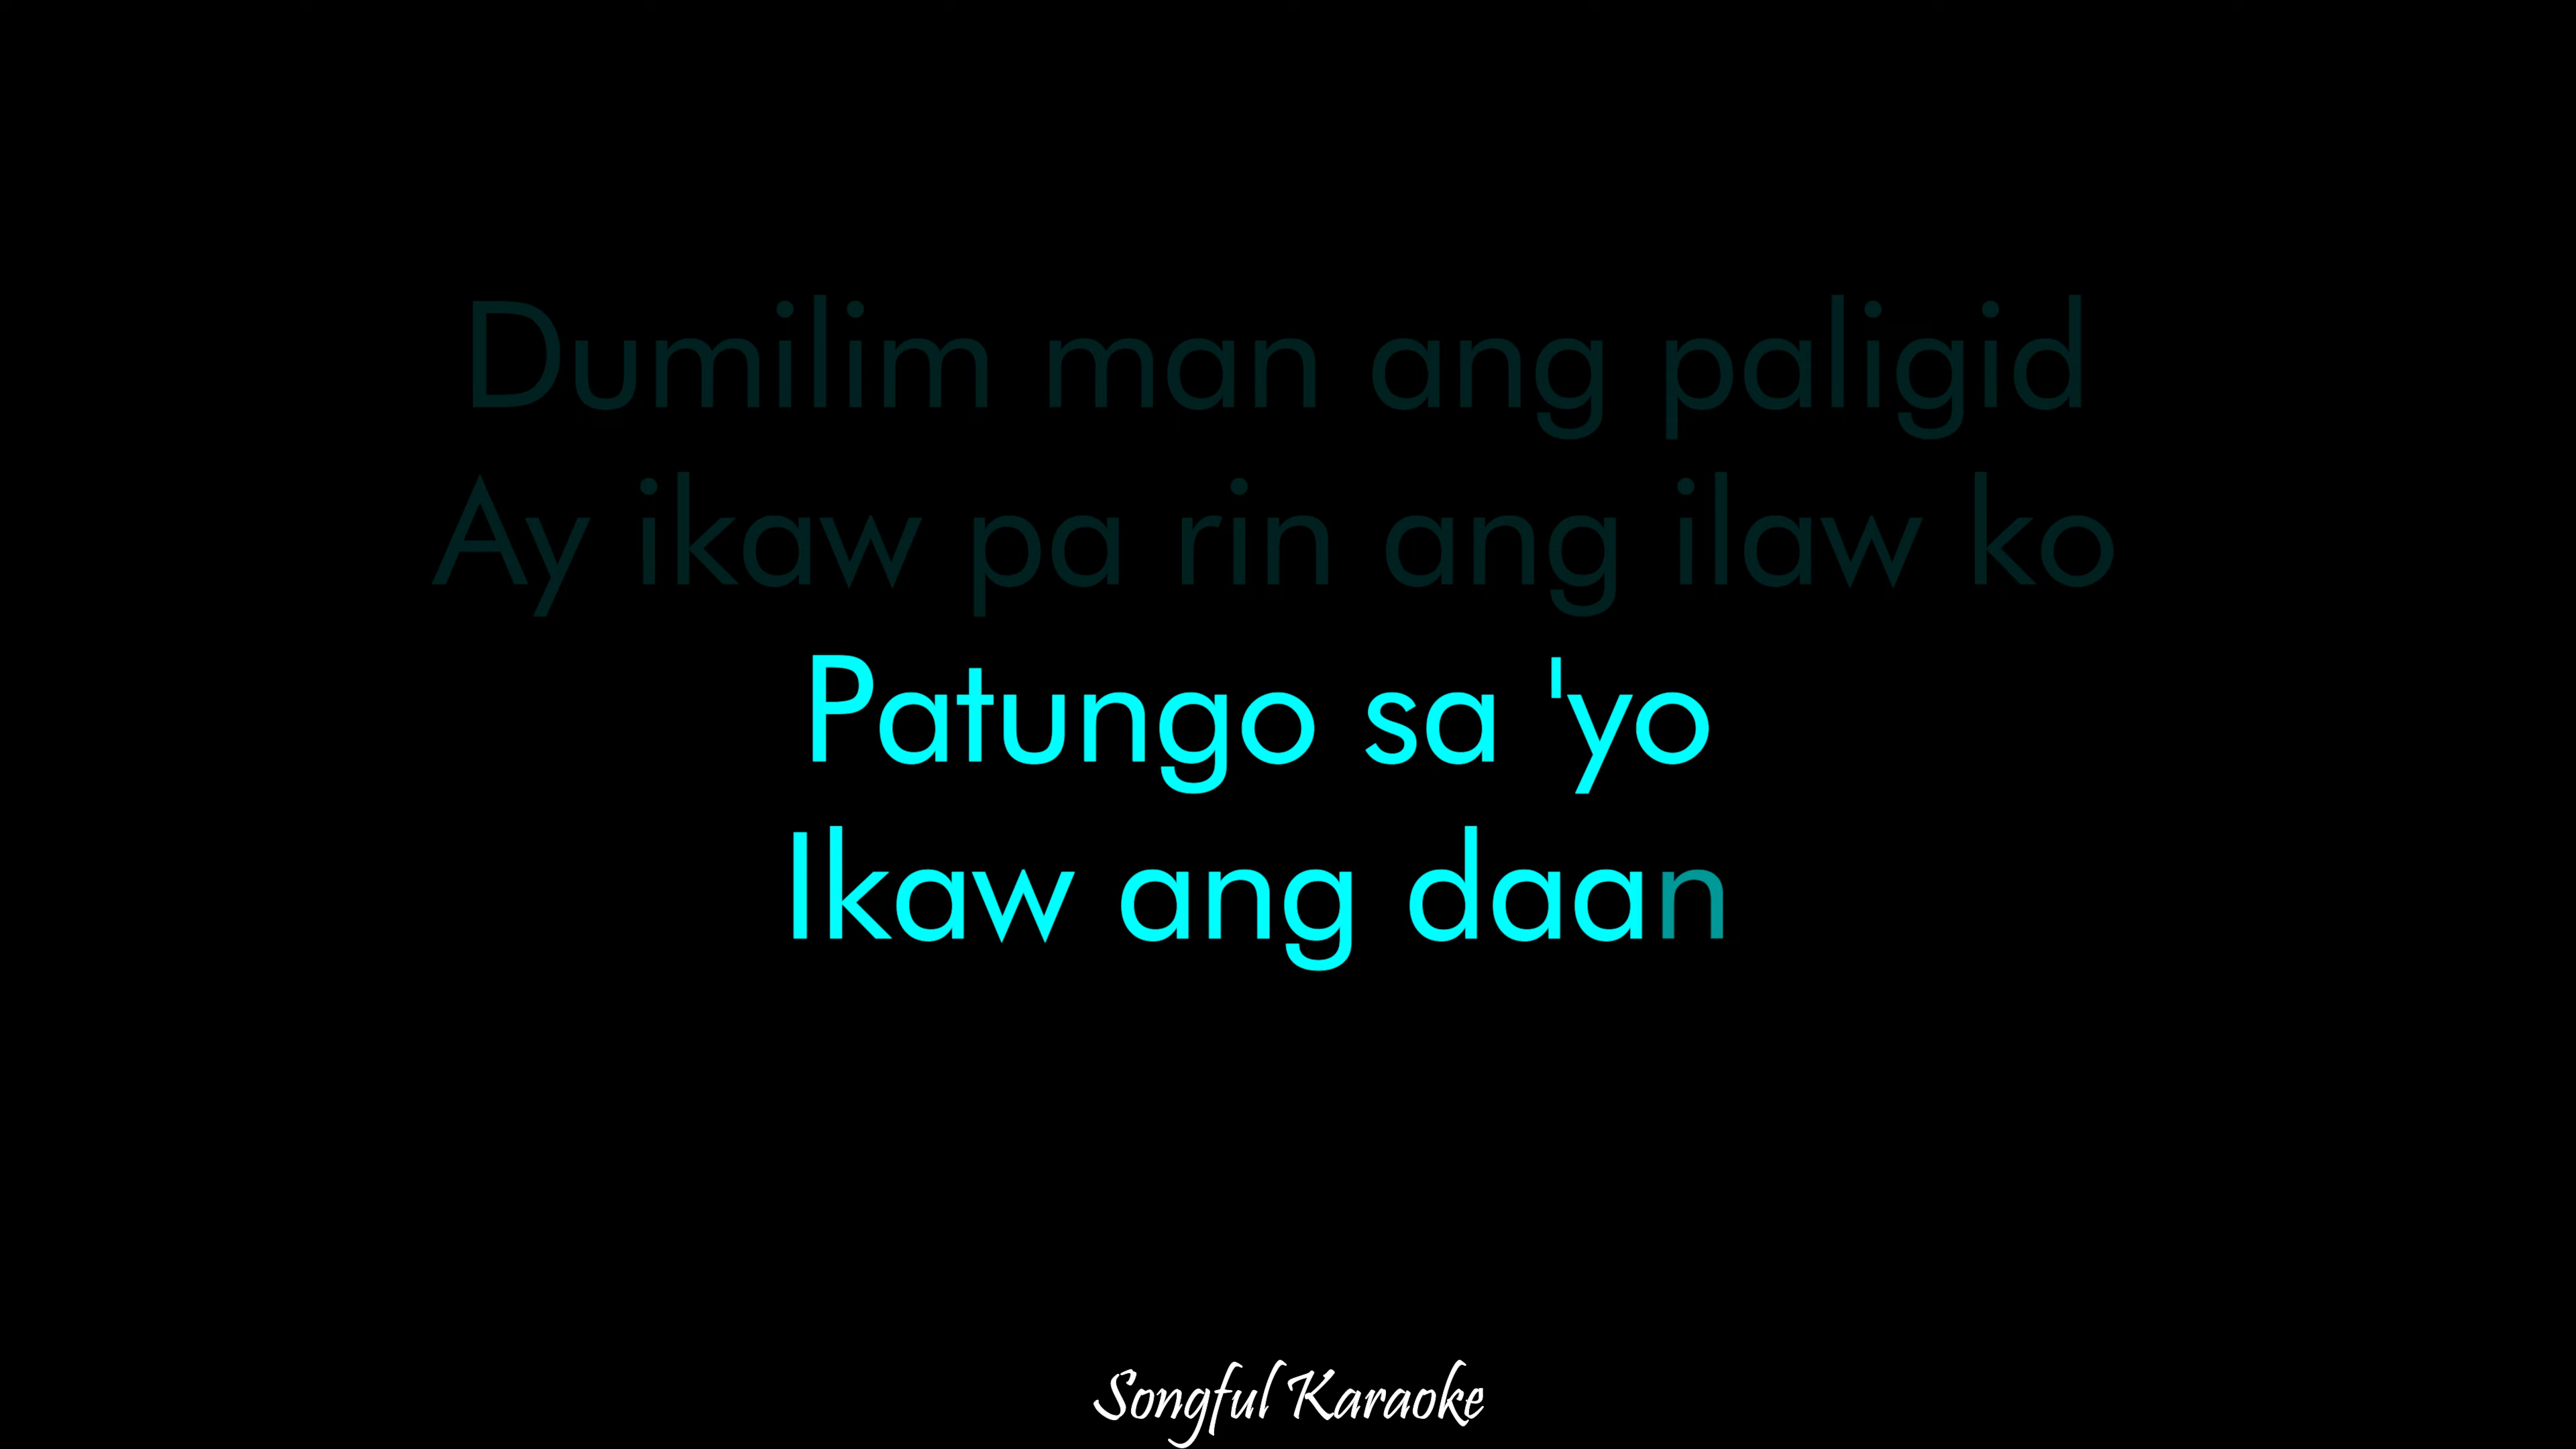 Dumilim man ang paligid
Ay ikaw pa rin ang ilaw ko
Patungo sa 'yo
Ikaw ang daan
Songful Karaoke